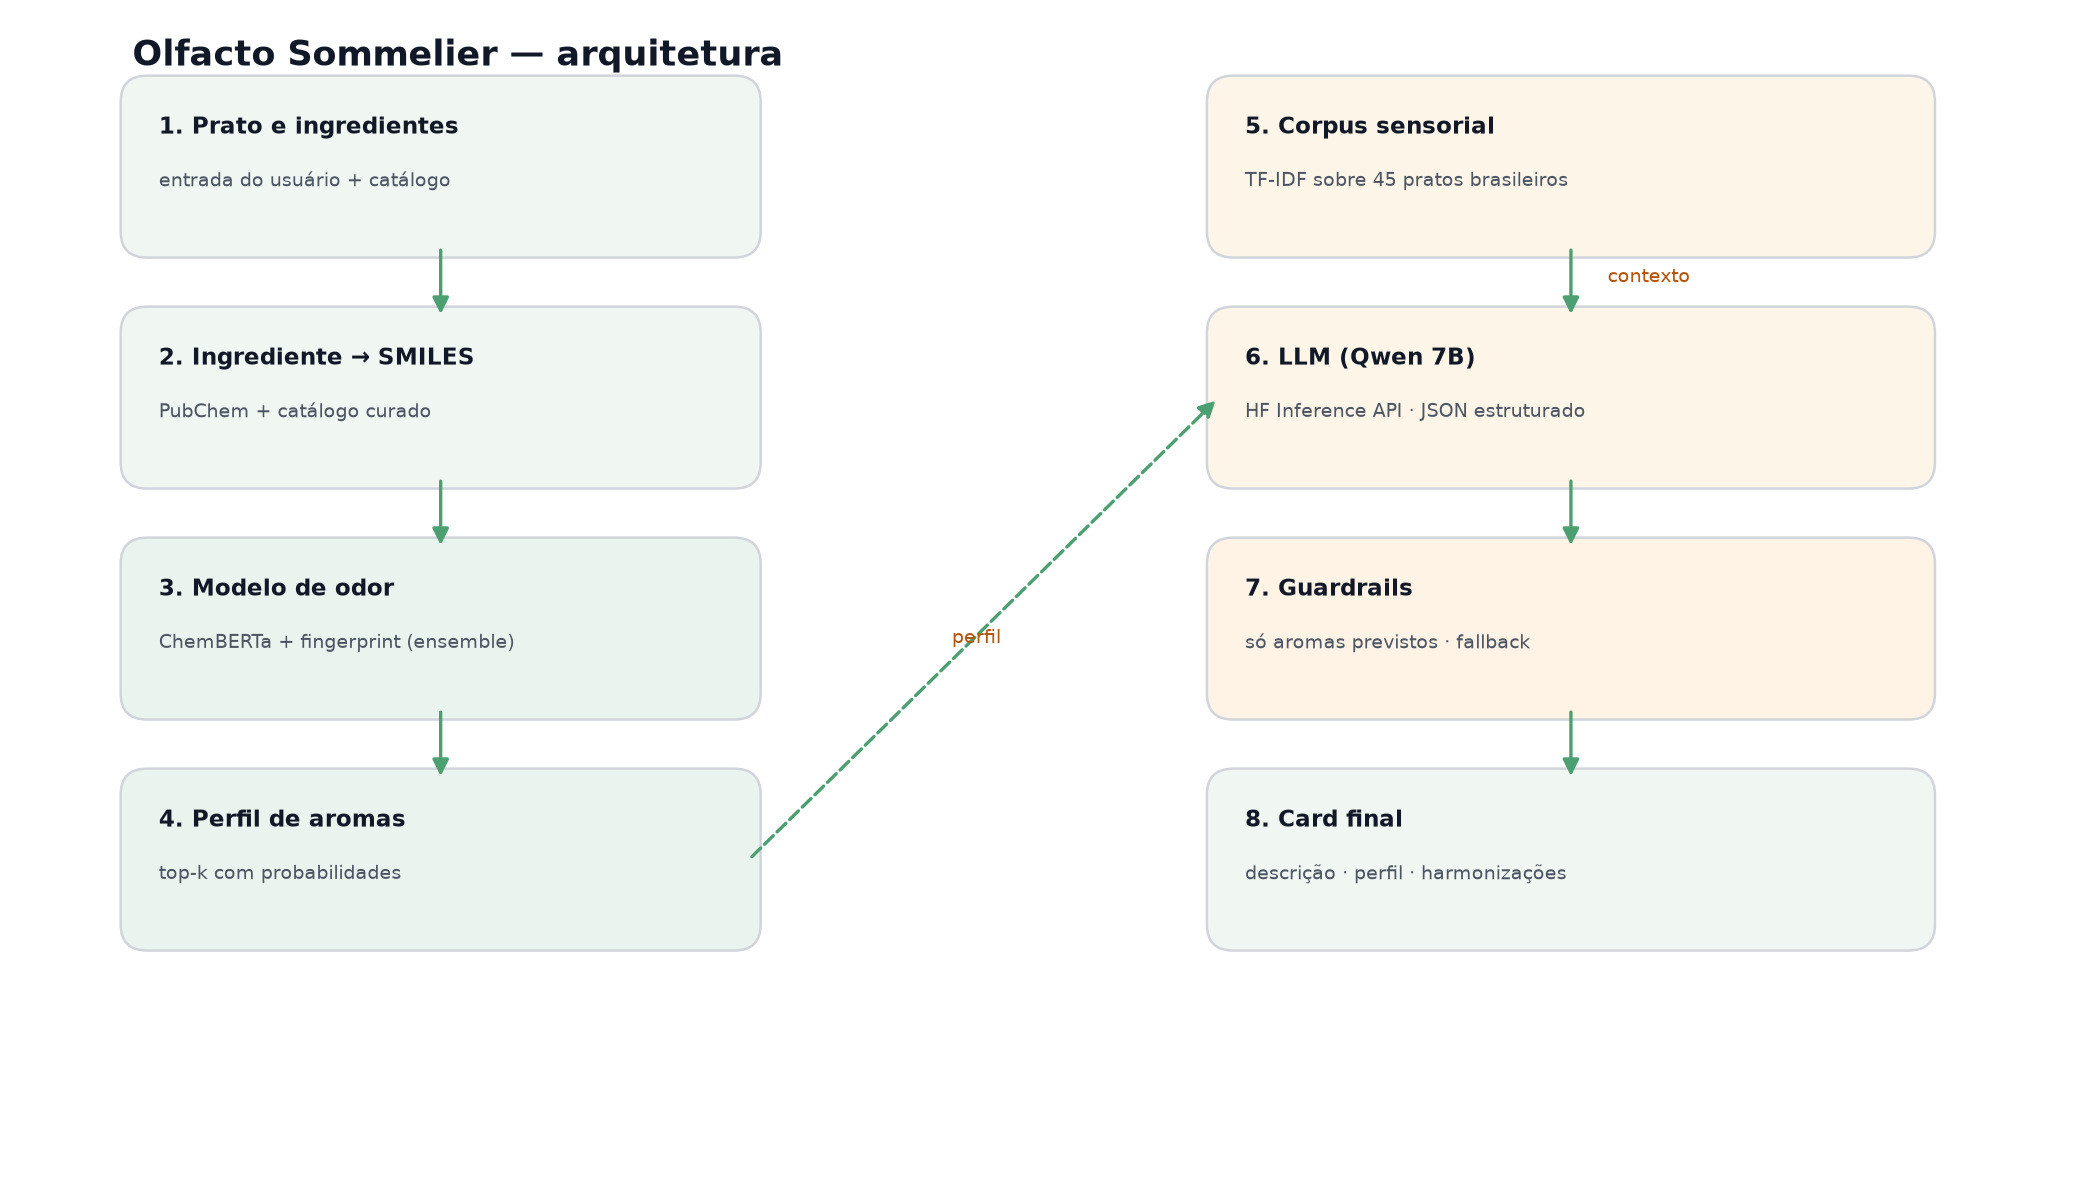 Olfacto Sommelier — arquitetura
1. Prato e ingredientes
entrada do usuário + catálogo
2. Ingrediente → SMILES
PubChem + catálogo curado
3. Modelo de odor
ChemBERTa + fingerprint (ensemble)
4. Perfil de aromas
top-k com probabilidades
perfil
5. Corpus sensorial
TF-IDF sobre 45 pratos brasileiros
contexto
6. LLM (Qwen 7B)
HF Inference API · JSON estruturado
7. Guardrails
só aromas previstos · fallback
8. Card final
descrição · perfil · harmonizações